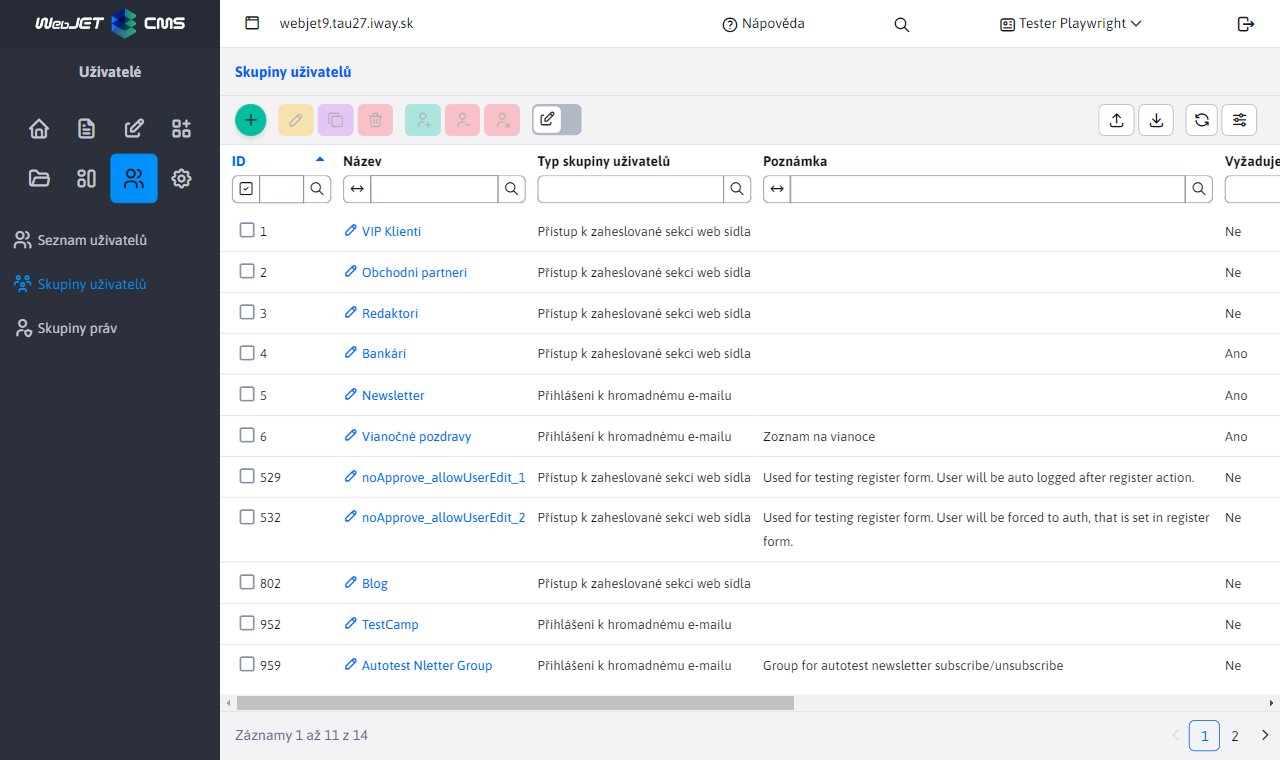 WebJET CMS
webjet9.tau27.iway.sk
Nápověda
Tester Playwright
Uživatelé
Skupiny uživatelů
Seznam uživatelů
Skupiny uživatelů
Skupiny práv
ID Název Typ skupiny uživatelů Poznámka Vyžaduje
1 VIP Klienti Přístup k zaheslované sekci web sídla Ne
2 Obchodní partneri Přístup k zaheslované sekci web sídla Ne
3 Redaktori Přístup k zaheslované sekci web sídla Ne
4 Bankári Přístup k zaheslované sekci web sídla Ano
5 Newsletter Přihlášení k hromadnému e-mailu Ano
6 Vianočné pozdravy Přihlášení k hromadnému e-mailu Zoznam na vianoce Ano
529 noApprove_allowUserEdit_1 Přístup k zaheslované sekci web sídla Used for testing register form. User will be auto logged after register action. Ne
532 noApprove_allowUserEdit_2 Přístup k zaheslované sekci web sídla Used for testing register form. User will be forced to auth, that is set in register Ne
form.
802 Blog Přístup k zaheslované sekci web sídla Ne
952 TestCamp Přihlášení k hromadnému e-mailu Ne
959 Autotest Nletter Group Přihlášení k hromadnému e-mailu Group for autotest newsletter subscribe/unsubscribe Ne
Záznamy 1 až 11 z 14
1 2